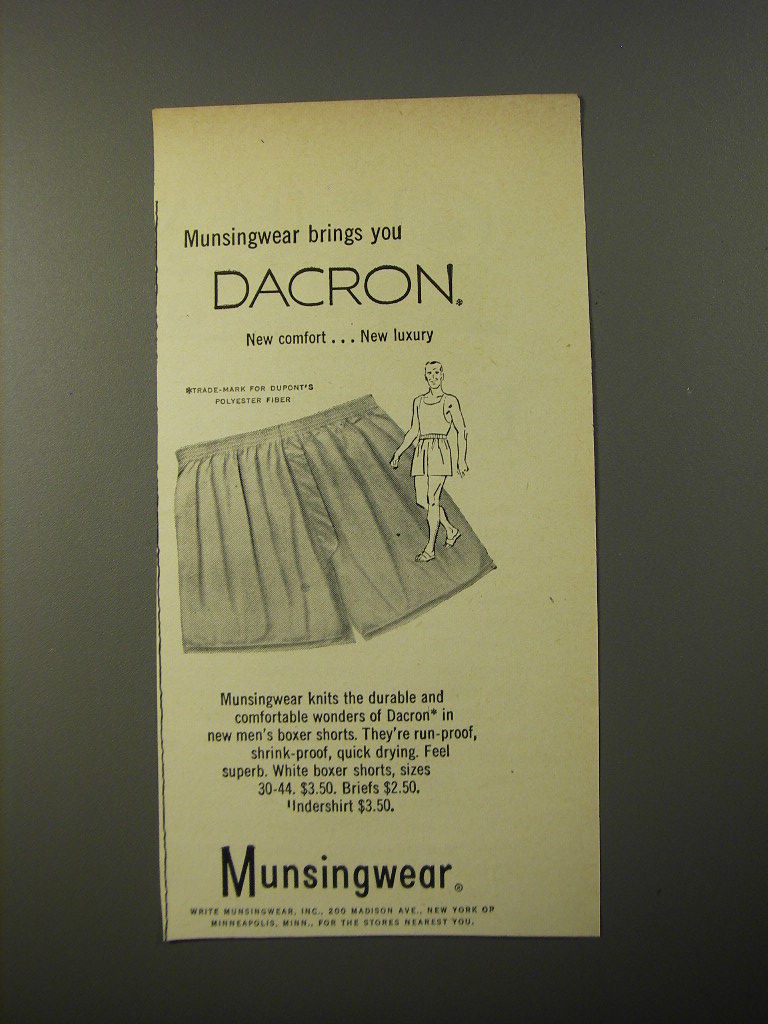 Munsingwear brings you
DACRON.*
New comfort . . . New luxury
*TRADE-MARK FOR DUPONT'S
POLYESTER FIBER
Munsingwear knits the durable and
comfortable wonders of Dacron* in
new men's boxer shorts. They're run-proof,
shrink-proof, quick drying. Feel
superb. White boxer shorts, sizes
30-44. $3.50. Briefs $2.50.
Undershirt $3.50.
Munsingwear®
WRITE MUNSINGWEAR, INC., 200 MADISON AVE., NEW YORK OR
MINNEAPOLIS, MINN., FOR THE STORES NEAREST YOU.